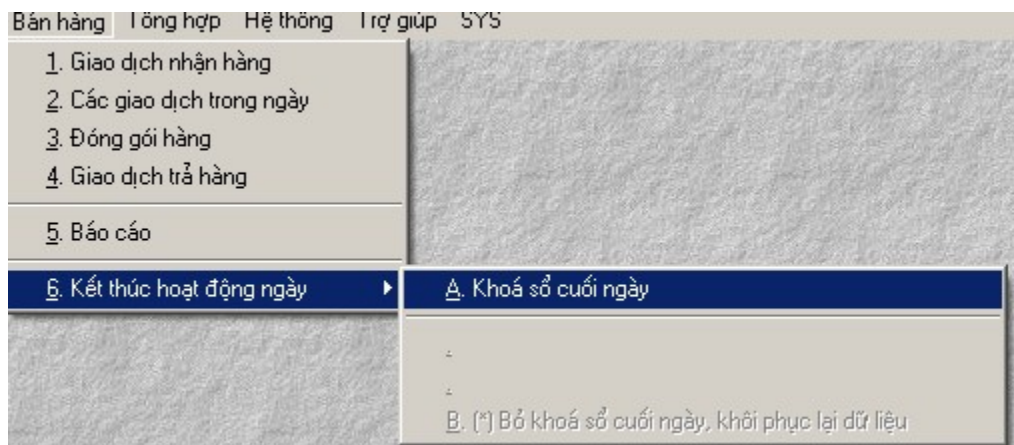 Bán hàng Tổng hợp Hệ thống Trợ giúp SYS
1. Giao dịch nhận hàng
2. Các giao dịch trong ngày
3. Đóng gói hàng
4. Giao dịch trả hàng
5. Báo cáo
6. Kết thúc hoạt động ngày
A. Khoá sổ cuối ngày
.
.
B. (*) Bỏ khoá sổ cuối ngày, khôi phục lại dữ liệu